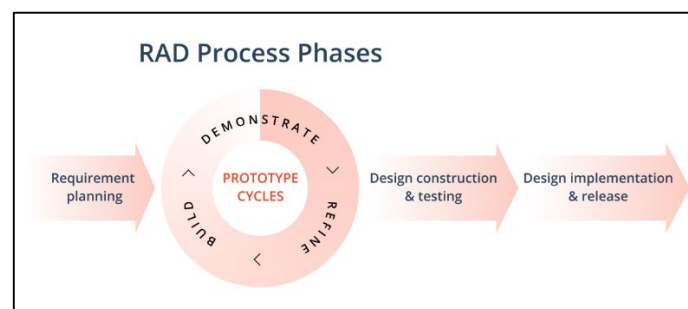 RAD Process Phases
Requirement
planning
DEMONSTRATE
REFINE
BUILD
PROTOTYPE
CYCLES
Design construction
& testing
Design implementation
& release